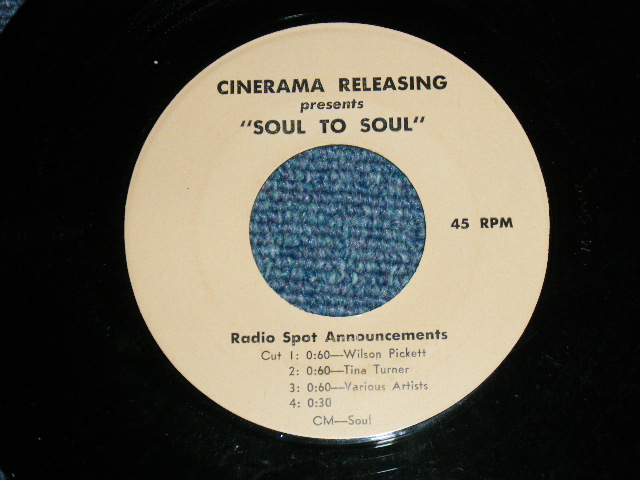 CINERAMA RELEASING
presents
"SOUL TO SOUL"
45 RPM
Radio Spot Announcements
Cut 1: 0:60—Wilson Pickett
2: 0:60—Tina Turner
3: 0:60—Various Artists
4: 0:30
CM—Soul